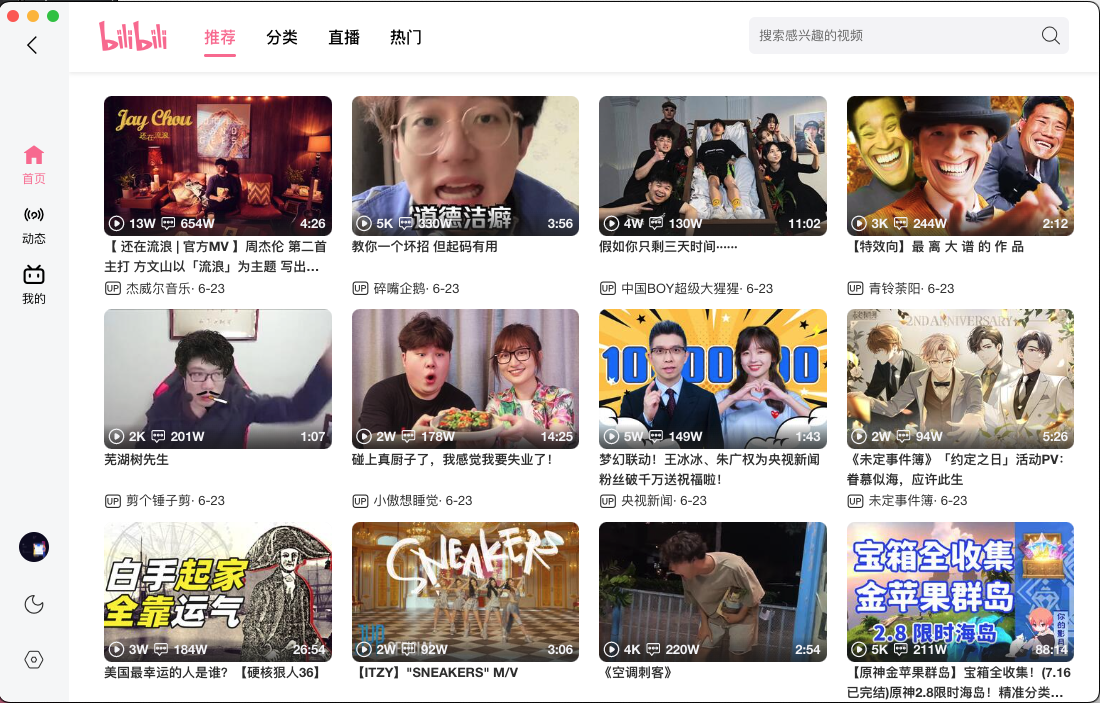 bilibili
推荐
分类
直播
热门
搜索感兴趣的视频
首页
动态
我的
Jay Chou
还在流浪
13W
654W
4:26
【 还在流浪 | 官方MV 】周杰伦 第二首
主打 方文山以「流浪」为主题 写出...
UP 杰威尔音乐· 6-23
道德洁癖
5K
330W
3:56
教你一个坏招 但起码有用
UP 碎嘴企鹅· 6-23
4W
130W
11:02
假如你只剩三天时间······
UP 中国BOY超级大猩猩· 6-23
3K
244W
2:12
【特效向】最 离 大 谱 的 作 品
UP 青铃荼阳· 6-23
2K
201W
1:07
芜湖树先生
UP 剪个锤子剪· 6-23
2W
178W
14:25
碰上真厨子了，我感觉我要失业了！
UP 小傲想睡觉· 6-23
5W
149W
1:43
梦幻联动！王冰冰、朱广权为央视新闻
粉丝破千万送祝福啦！
UP 央视新闻· 6-23
2ND ANNIVERSARY
2W
94W
5:26
《未定事件簿》「约定之日」活动PV：
眷慕似海，应许此生
UP 未定事件簿· 6-23
白手起家
全靠运气
3W
184W
26:54
美国最幸运的人是谁？【硬核狠人36】
SNEAKERS
2W
92W
3:06
【ITZY】"SNEAKERS" M/V
4K
220W
2:54
《空调刺客》
宝箱全收集
金苹果群岛
2.8 限时海岛
5K
211W
88:14
【原神金苹果群岛】宝箱全收集！(7.16
已完结)原神2.8限时海岛！精准分类...